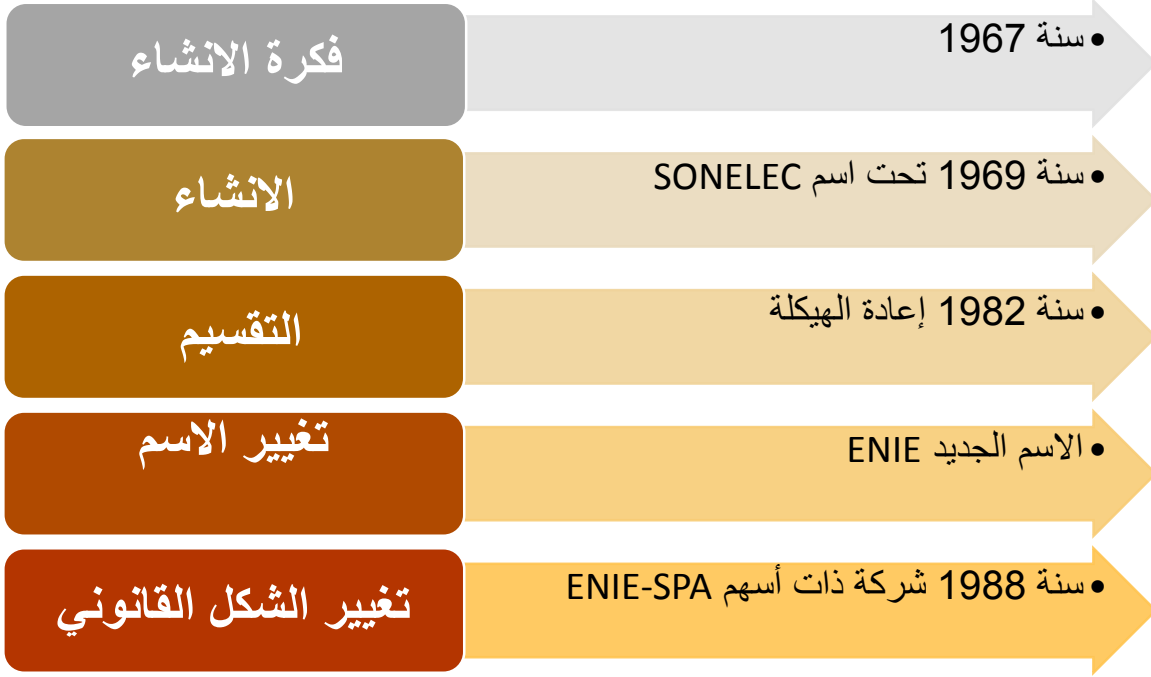 فكرة الانشاء
سنة 1967
الانشاء
سنة 1969 تحت اسم SONELEC
التقسيم
سنة 1982 إعادة الهيكلة
تغيير الاسم
الاسم الجديد ENIE
تغيير الشكل القانوني
سنة 1988 شركة ذات أسهم ENIE-SPA